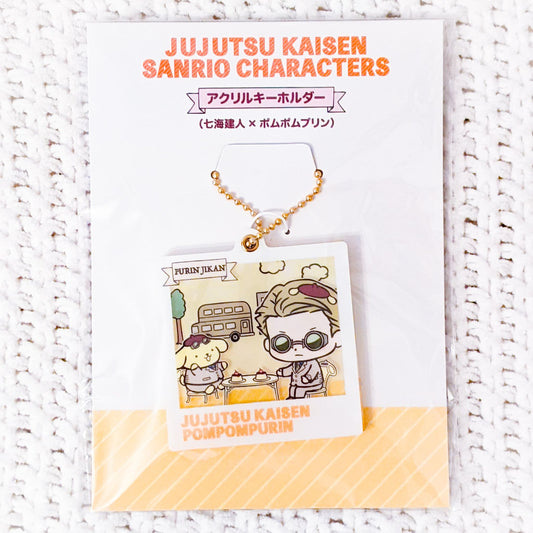 JUJUTSU KAISEN
SANRIO CHARACTERS
アクリルキーホルダー
（七海建人 × ポムポムプリン）
PURIN JIKAN
JUJUTSU KAISEN
POMPOMPURIN